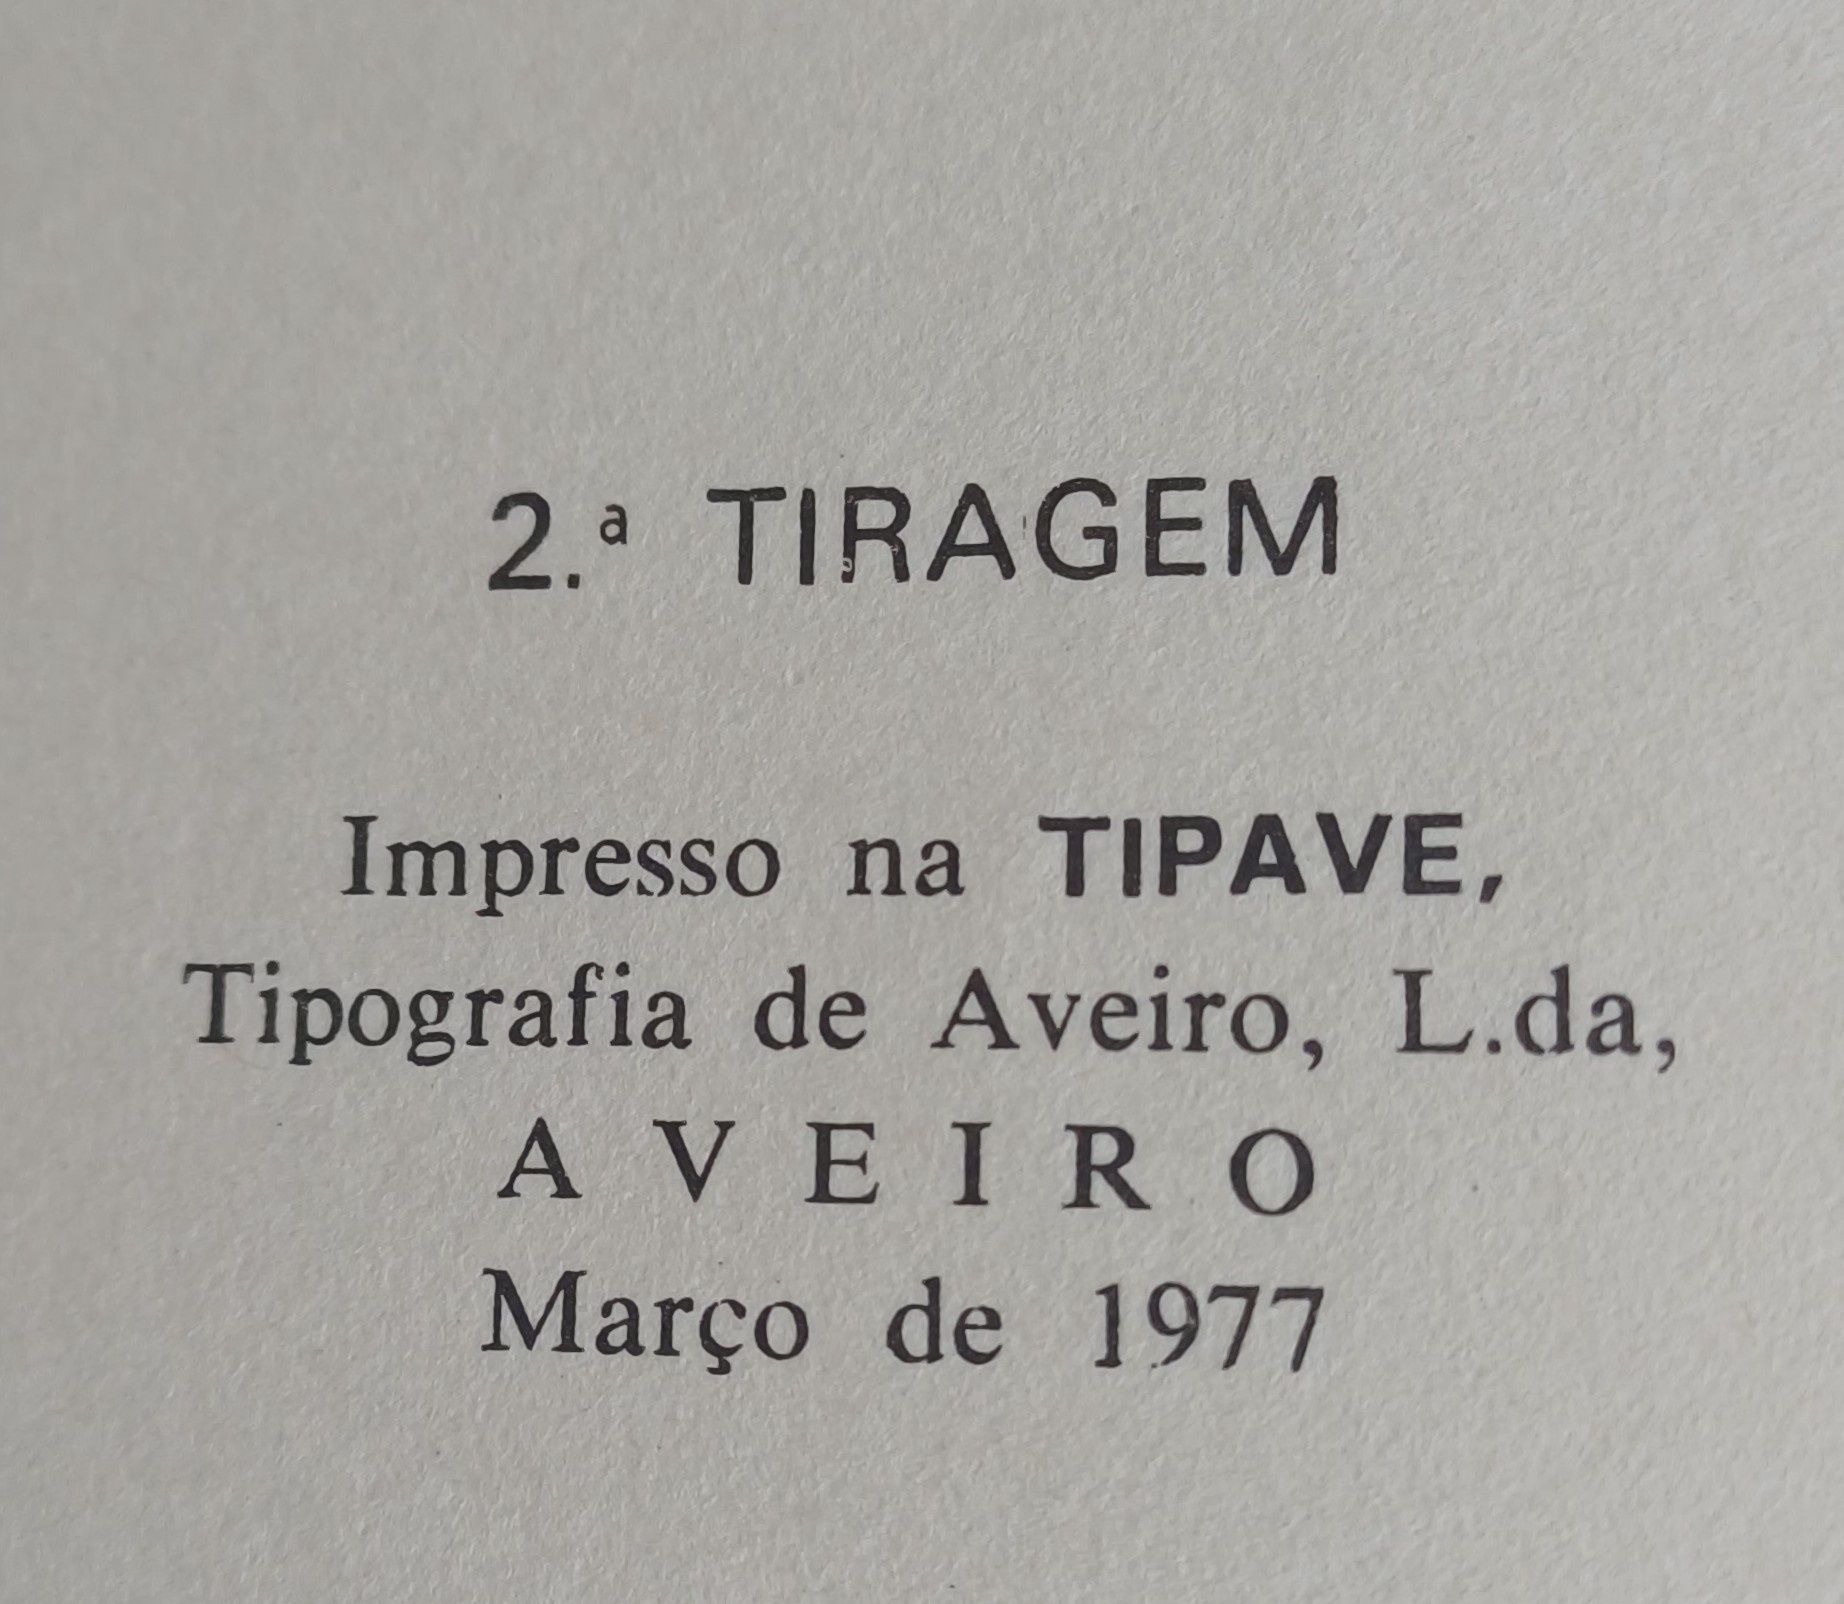 2.ª TIRAGEM
Impresso na TIPAVE,
Tipografia de Aveiro, L.da,
A V E I R O
Março de 1977